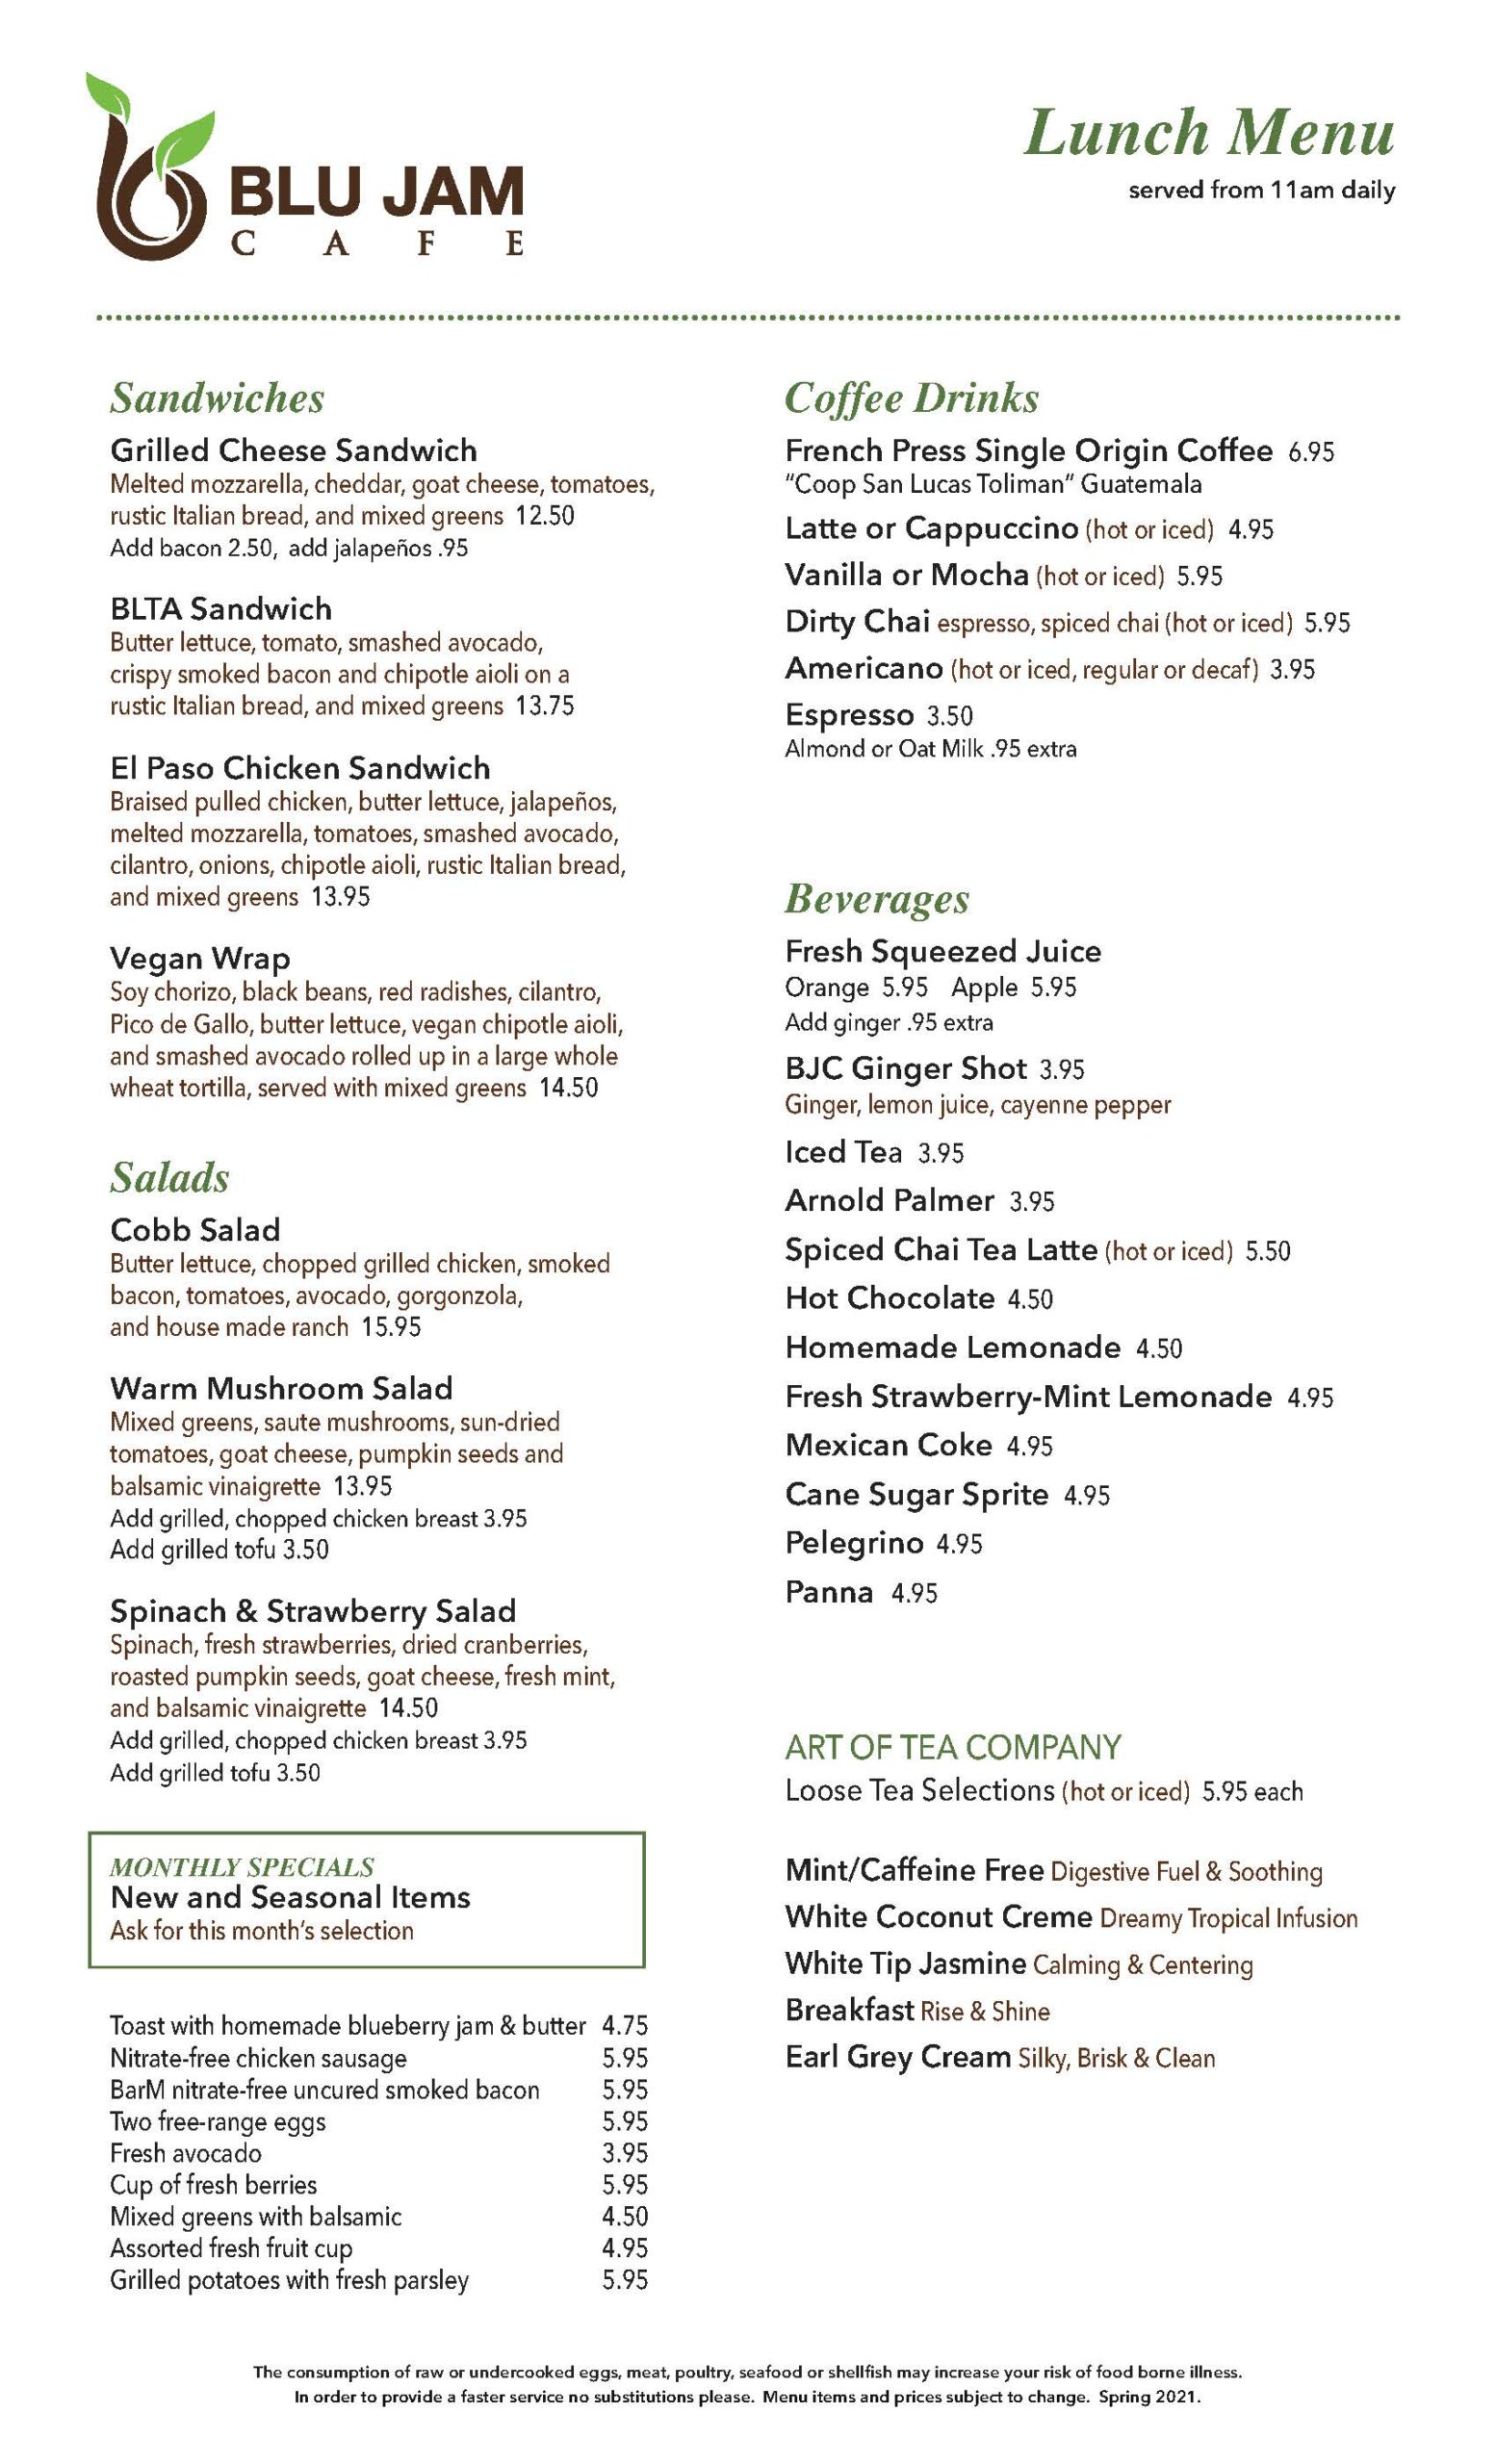 BLU JAM
CAFE
Lunch Menu
served from 11am daily
Sandwiches
Grilled Cheese Sandwich
Melted mozzarella, cheddar, goat cheese, tomatoes,
rustic Italian bread, and mixed greens 12.50
Add bacon 2.50, add jalapeños .95
BLTA Sandwich
Butter lettuce, tomato, smashed avocado,
crispy smoked bacon and chipotle aioli on a
rustic Italian bread, and mixed greens 13.75
El Paso Chicken Sandwich
Braised pulled chicken, butter lettuce, jalapeños,
melted mozzarella, tomatoes, smashed avocado,
cilantro, onions, chipotle aioli, rustic Italian bread,
and mixed greens 13.95
Vegan Wrap
Soy chorizo, black beans, red radishes, cilantro,
Pico de Gallo, butter lettuce, vegan chipotle aioli,
and smashed avocado rolled up in a large whole
wheat tortilla, served with mixed greens 14.50
Salads
Cobb Salad
Butter lettuce, chopped grilled chicken, smoked
bacon, tomatoes, avocado, gorgonzola,
and house made ranch 15.95
Warm Mushroom Salad
Mixed greens, saute mushrooms, sun-dried
tomatoes, goat cheese, pumpkin seeds and
balsamic vinaigrette 13.95
Add grilled, chopped chicken breast 3.95
Add grilled tofu 3.50
Spinach & Strawberry Salad
Spinach, fresh strawberries, dried cranberries,
roasted pumpkin seeds, goat cheese, fresh mint,
and balsamic vinaigrette 14.50
Add grilled, chopped chicken breast 3.95
Add grilled tofu 3.50
MONTHLY SPECIALS
New and Seasonal Items
Ask for this month's selection
Toast with homemade blueberry jam & butter 4.75
Nitrate-free chicken sausage 5.95
BarM nitrate-free uncured smoked bacon 5.95
Two free-range eggs 5.95
Fresh avocado 3.95
Cup of fresh berries 5.95
Mixed greens with balsamic 4.50
Assorted fresh fruit cup 4.95
Grilled potatoes with fresh parsley 5.95
Coffee Drinks
French Press Single Origin Coffee 6.95
"Coop San Lucas Toliman" Guatemala
Latte or Cappuccino (hot or iced) 4.95
Vanilla or Mocha (hot or iced) 5.95
Dirty Chai espresso, spiced chai (hot or iced) 5.95
Americano (hot or iced, regular or decaf) 3.95
Espresso 3.50
Almond or Oat Milk .95 extra
Beverages
Fresh Squeezed Juice
Orange 5.95 Apple 5.95
Add ginger .95 extra
BJC Ginger Shot 3.95
Ginger, lemon juice, cayenne pepper
Iced Tea 3.95
Arnold Palmer 3.95
Spiced Chai Tea Latte (hot or iced) 5.50
Hot Chocolate 4.50
Homemade Lemonade 4.50
Fresh Strawberry-Mint Lemonade 4.95
Mexican Coke 4.95
Cane Sugar Sprite 4.95
Pelegrino 4.95
Panna 4.95
ART OF TEA COMPANY
Loose Tea Selections (hot or iced) 5.95 each
Mint/Caffeine Free Digestive Fuel & Soothing
White Coconut Creme Dreamy Tropical Infusion
White Tip Jasmine Calming & Centering
Breakfast Rise & Shine
Earl Grey Cream Silky, Brisk & Clean
The consumption of raw or undercooked eggs, meat, poultry, seafood or shellfish may increase your risk of food borne illness.
In order to provide a faster service no substitutions please. Menu items and prices subject to change. Spring 2021.